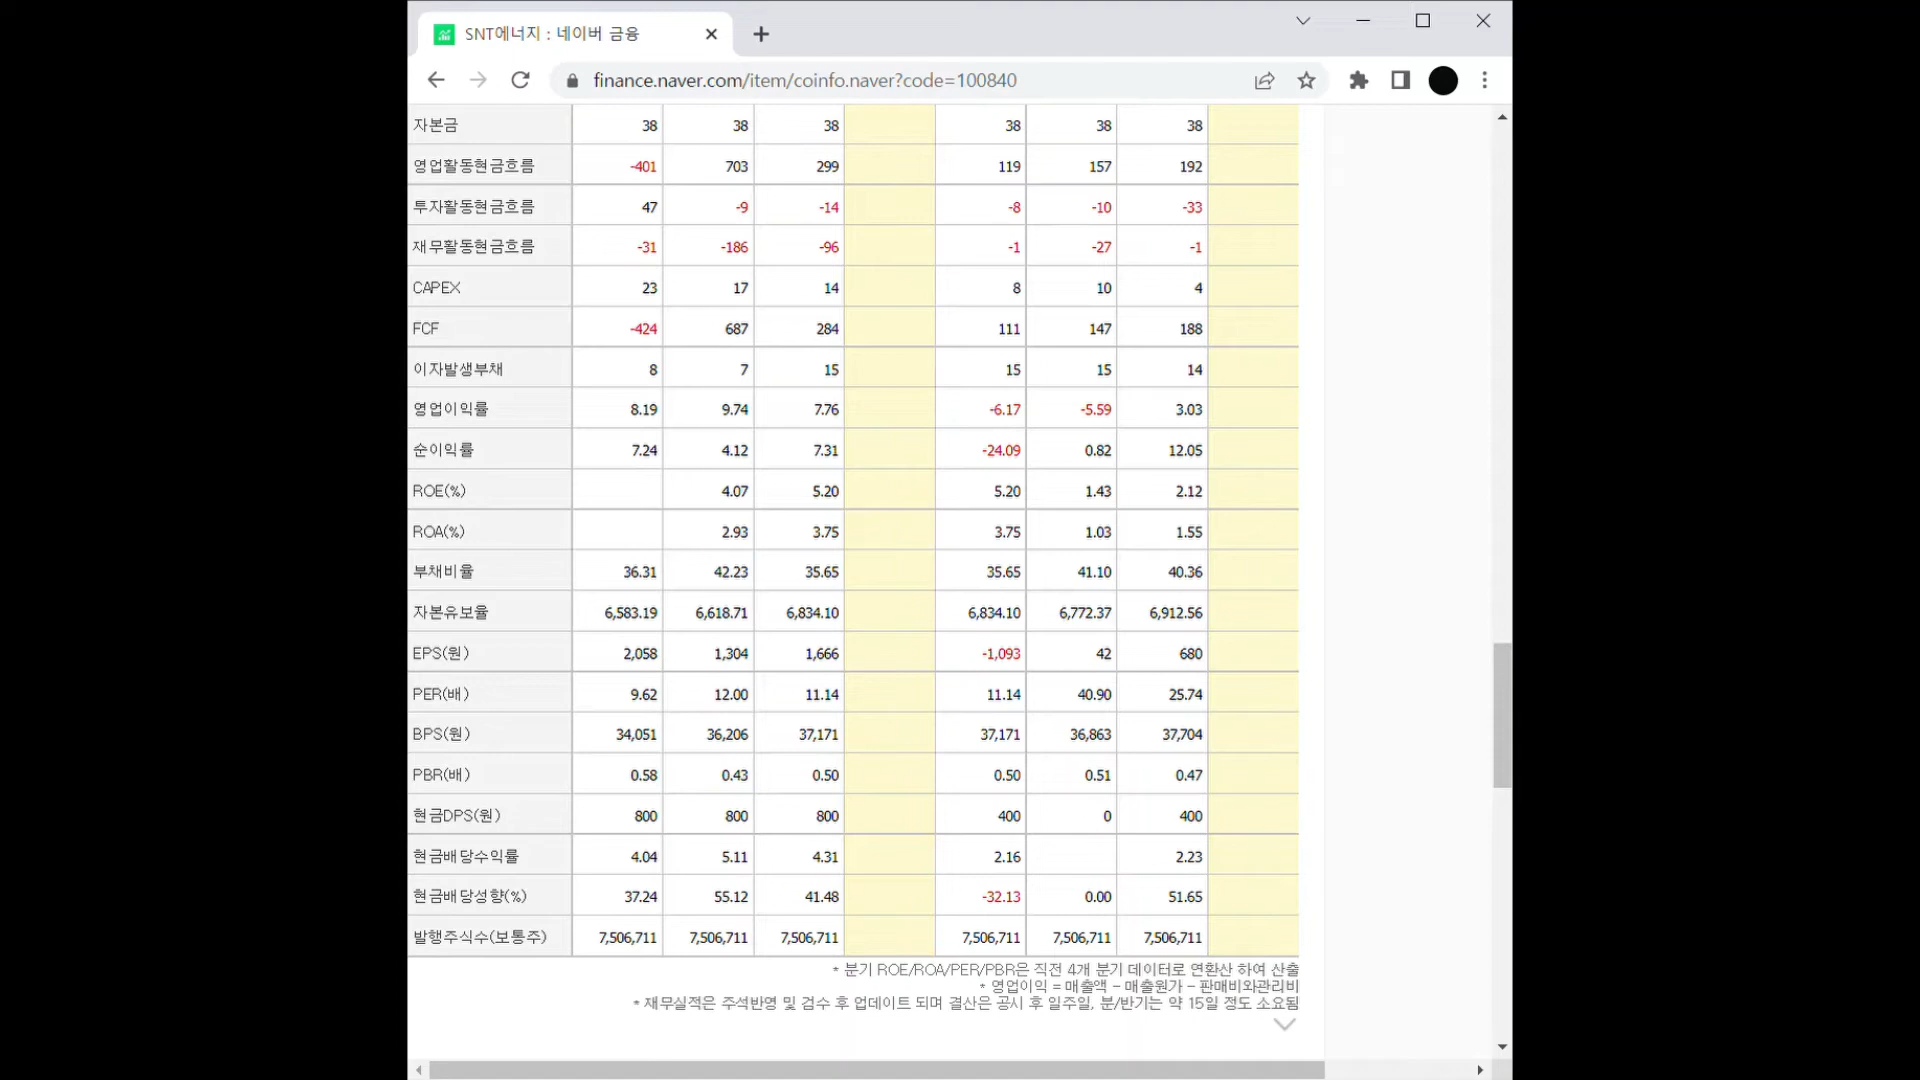 SNT에너지 : 네이버 금융
finance.naver.com/item/coinfo.naver?code=100840
자본금 38 38 38 38 38 38
영업활동현금흐름 -401 703 299 119 157 192
투자활동현금흐름 47 -9 -14 -8 -10 -33
재무활동현금흐름 -31 -186 -96 -1 -27 -1
CAPEX 23 17 14 8 10 4
FCF -424 687 284 111 147 188
이자발생부채 8 7 15 15 15 14
영업이익률 8.19 9.74 7.76 -6.17 -5.59 3.03
순이익률 7.24 4.12 7.31 -24.09 0.82 12.05
ROE(%) 4.07 5.20 5.20 1.43 2.12
ROA(%) 2.93 3.75 3.75 1.03 1.55
부채비율 36.31 42.23 35.65 35.65 41.10 40.36
자본유보율 6,583.19 6,618.71 6,834.10 6,834.10 6,772.37 6,912.56
EPS(원) 2,058 1,304 1,666 -1,093 42 680
PER(배) 9.62 12.00 11.14 11.14 40.90 25.74
BPS(원) 34,051 36,206 37,171 37,171 36,863 37,704
PBR(배) 0.58 0.43 0.50 0.50 0.51 0.47
현금DPS(원) 800 800 800 400 0 400
현금배당수익률 4.04 5.11 4.31 2.16 2.23
현금배당성향(%) 37.24 55.12 41.48 -32.13 0.00 51.65
발행주식수(보통주) 7,506,711 7,506,711 7,506,711 7,506,711 7,506,711 7,506,711
* 분기 ROE/ROA/PER/PBR은 직전 4개 분기 데이터로 연환산 하여 산출
* 영업이익 = 매출액 - 매출원가 - 판매비와관리비
* 재무실적은 주석반영 및 검수 후 업데이트 되며 결산은 공시 후 일주일, 분/반기는 약 15일 정도 소요됨